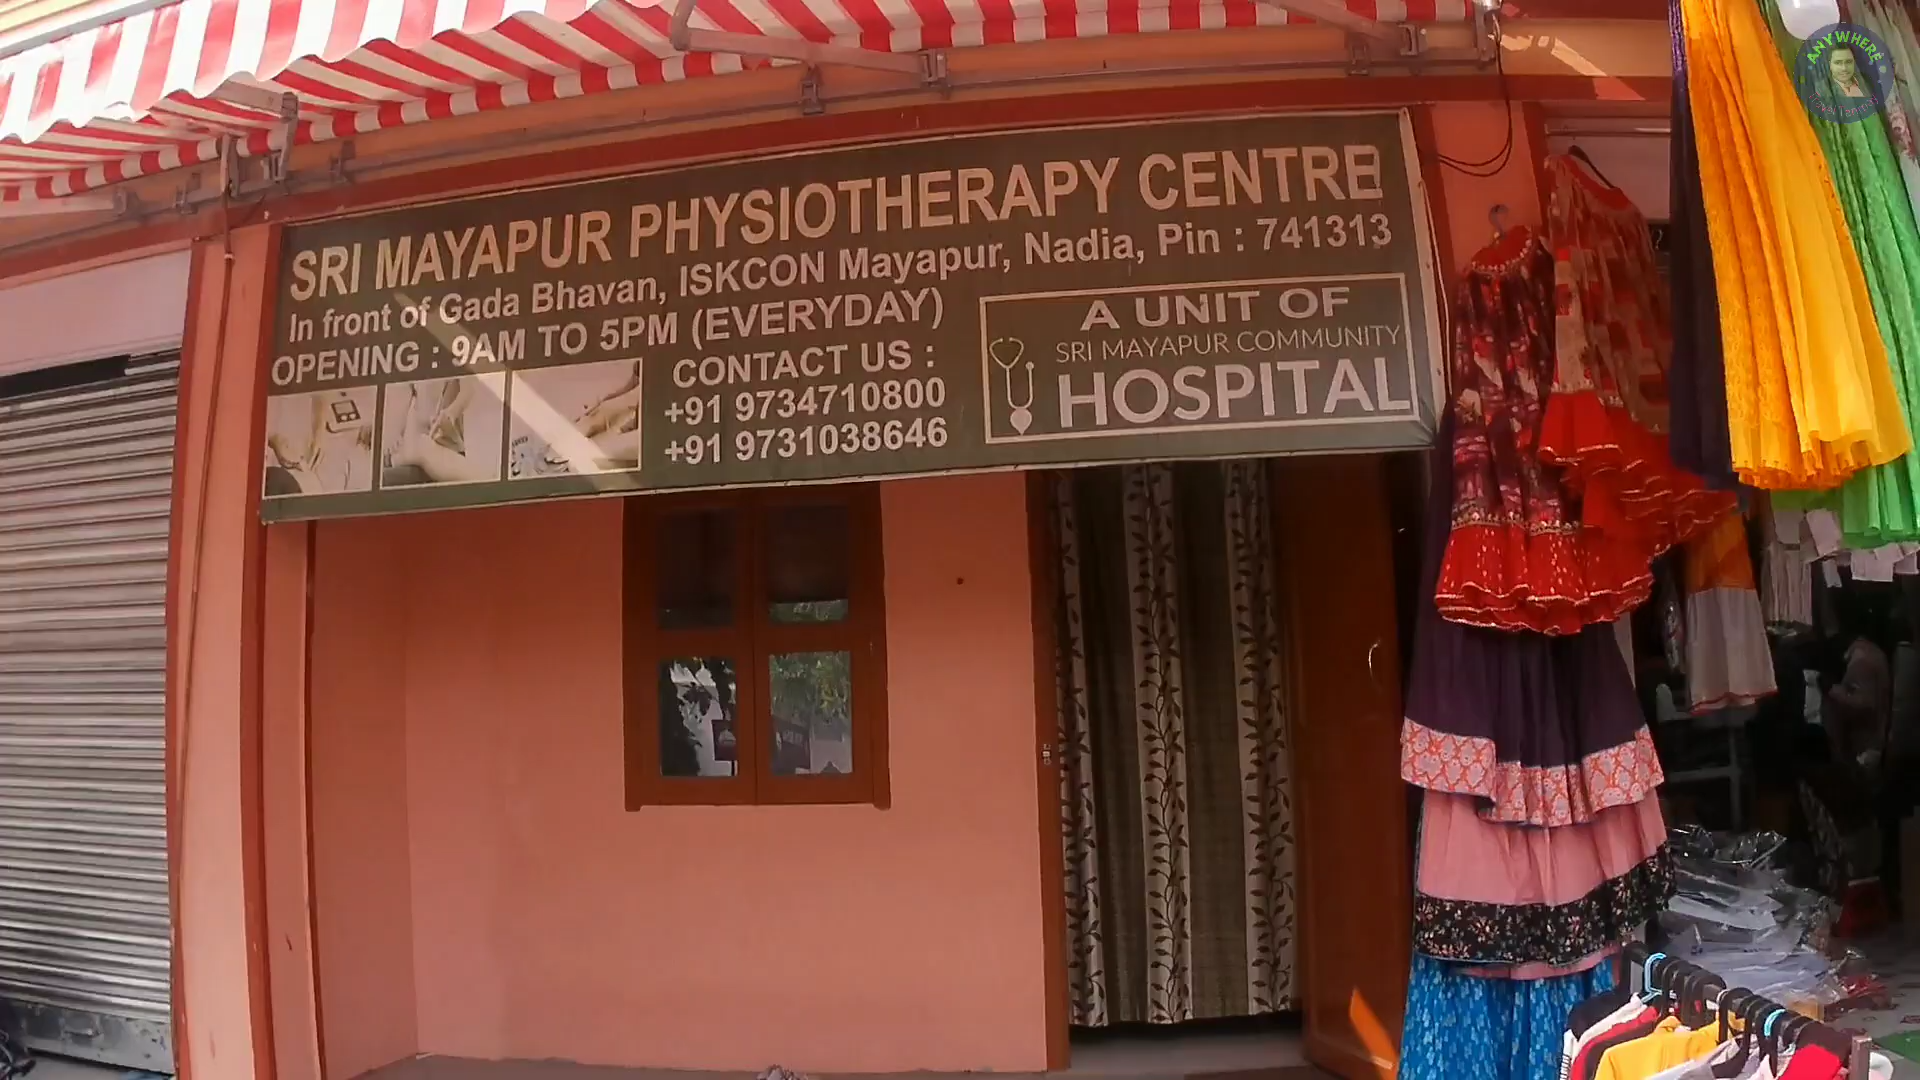 SRI MAYAPUR PHYSIOTHERAPY CENTRE
In front of Gada Bhavan, ISKCON Mayapur, Nadia, Pin : 741313
OPENING : 9AM TO 5PM (EVERYDAY)
CONTACT US :
+91 9734710800
+91 9731038646
A UNIT OF
SRI MAYAPUR COMMUNITY
HOSPITAL
ANYWHERE